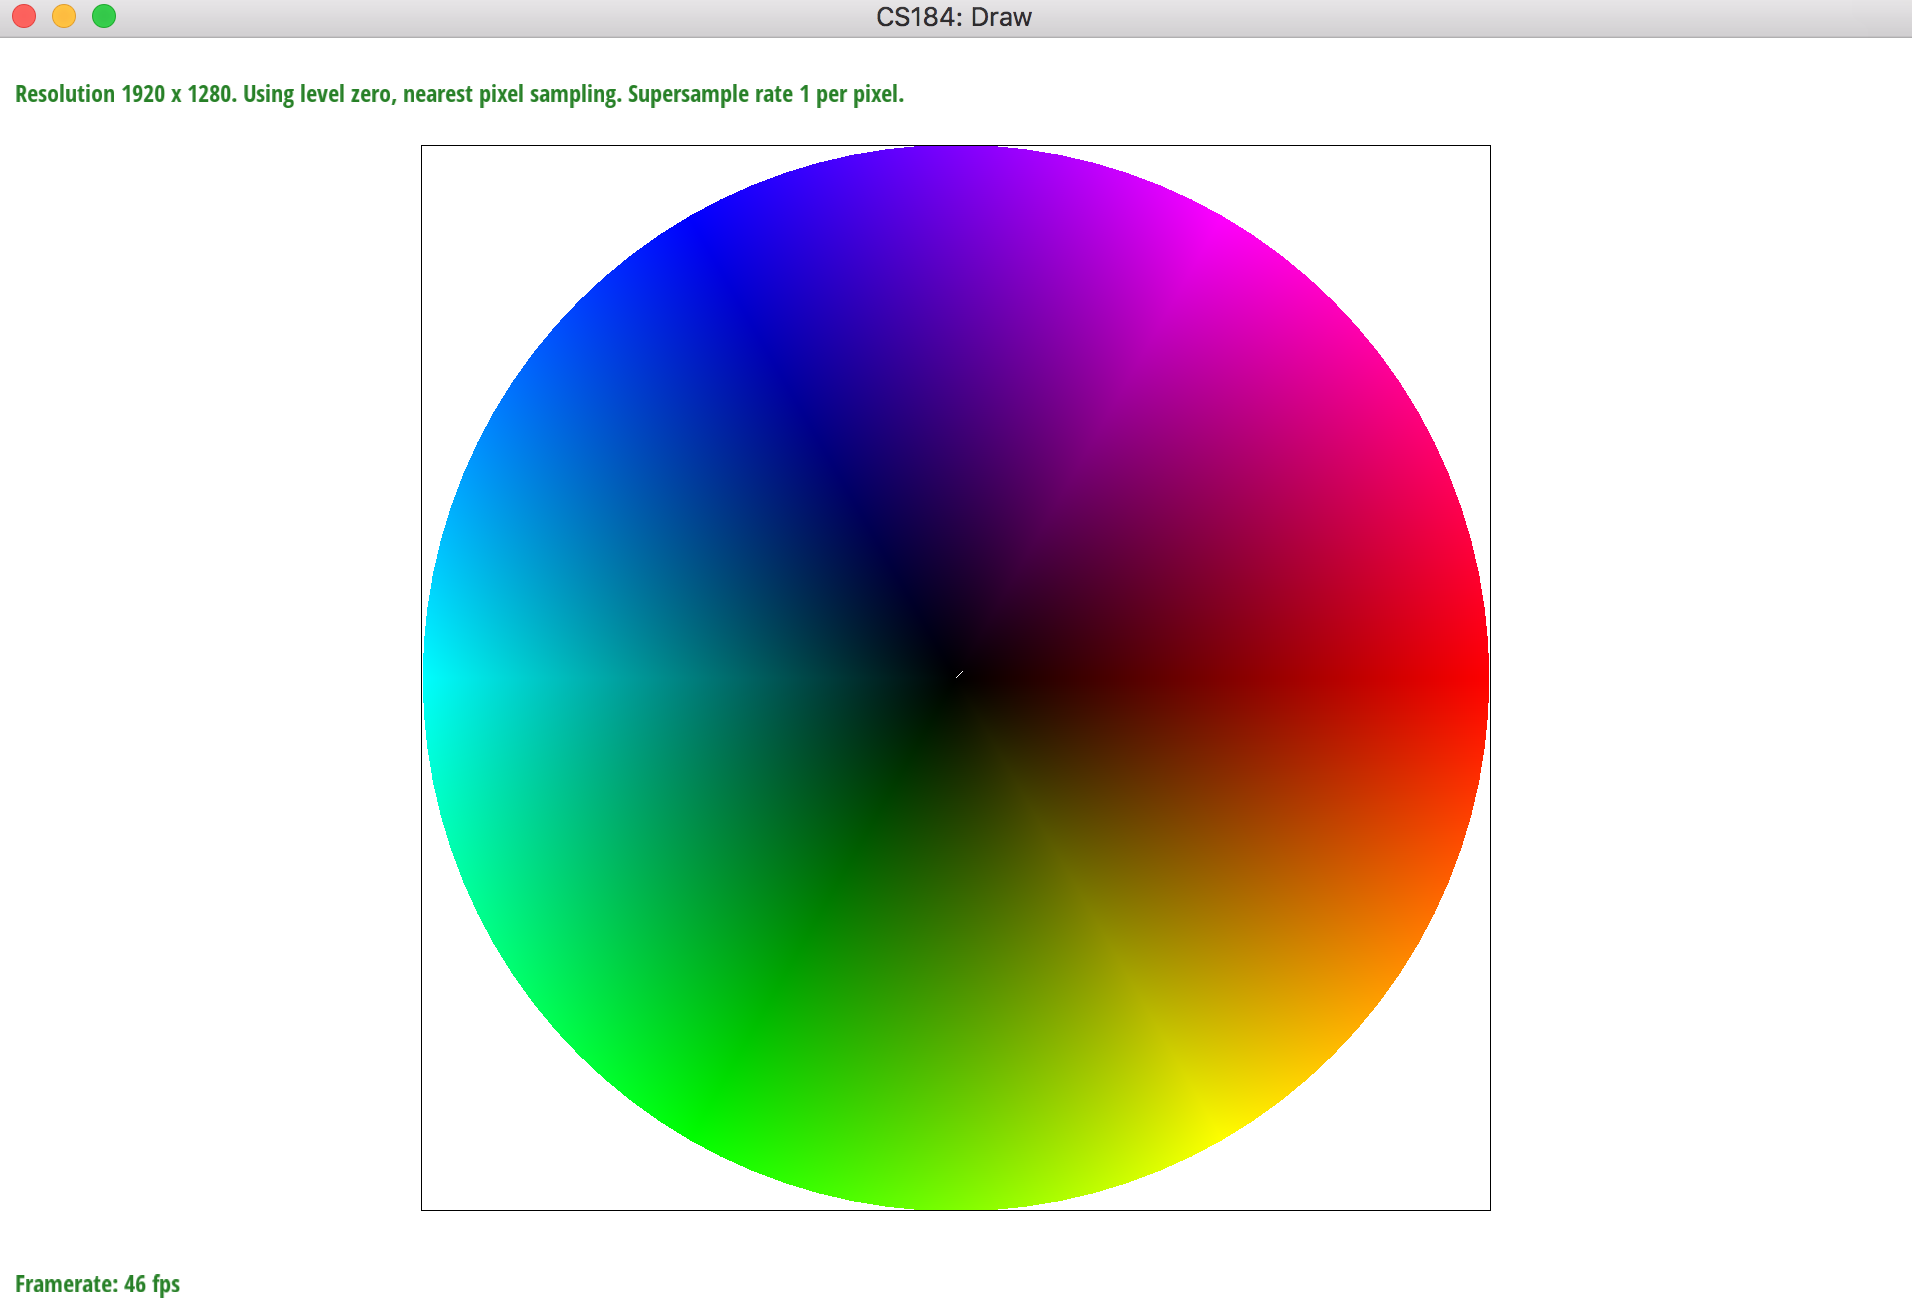 CS184: Draw
Resolution 1920 x 1280. Using level zero, nearest pixel sampling. Supersample rate 1 per pixel.
Framerate: 46 fps